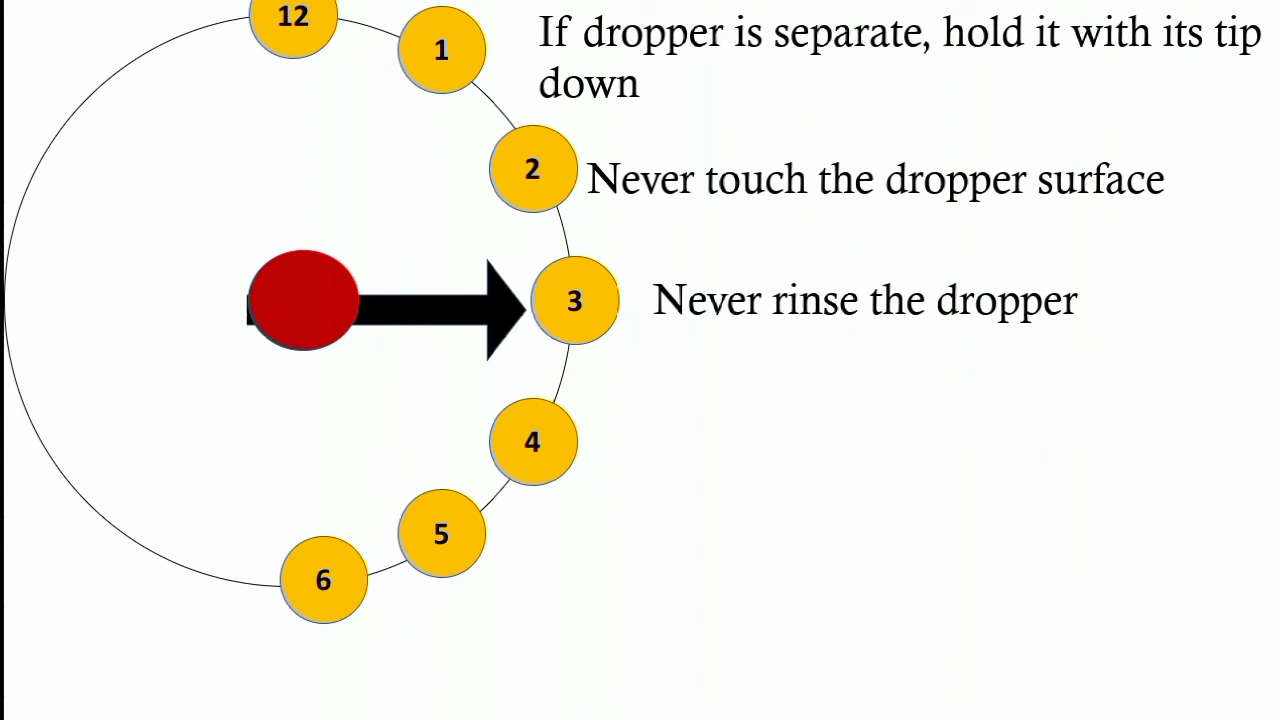 12
1
If dropper is separate, hold it with its tip
down
2
Never touch the dropper surface
3
Never rinse the dropper
4
5
6